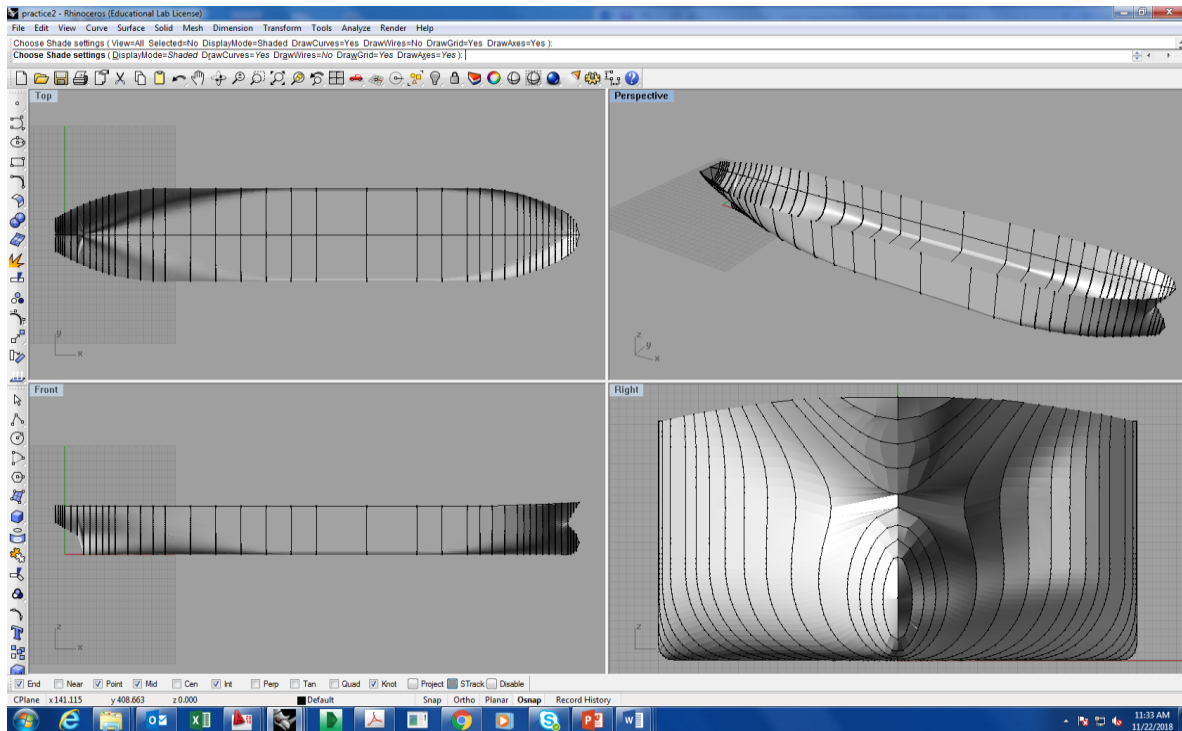 practice2 - Rhinoceros (Educational Lab License)
File Edit View Curve Surface Solid Mesh Dimension Transform Tools Analyze Render Help
Choose Shade settings ( View=All Selected=No DisplayMode=Shaded DrawCurves=Yes DrawWires=No DrawGrid=Yes DrawAxes=Yes ):
Choose Shade settings ( DisplayMode=Shaded DrawCurves=Yes DrawWires=No DrawGrid=Yes DrawAxes=Yes ):
Top
y
x
Perspective
z
y
x
Front
z
x
Right
z
End Near Point Mid Cen Int Perp Tan Quad Knot Project STrack Disable
CPlane x 141.115 y 408.663 z 0.000 Default Snap Ortho Planar Osnap Record History
11:33 AM
11/22/2018